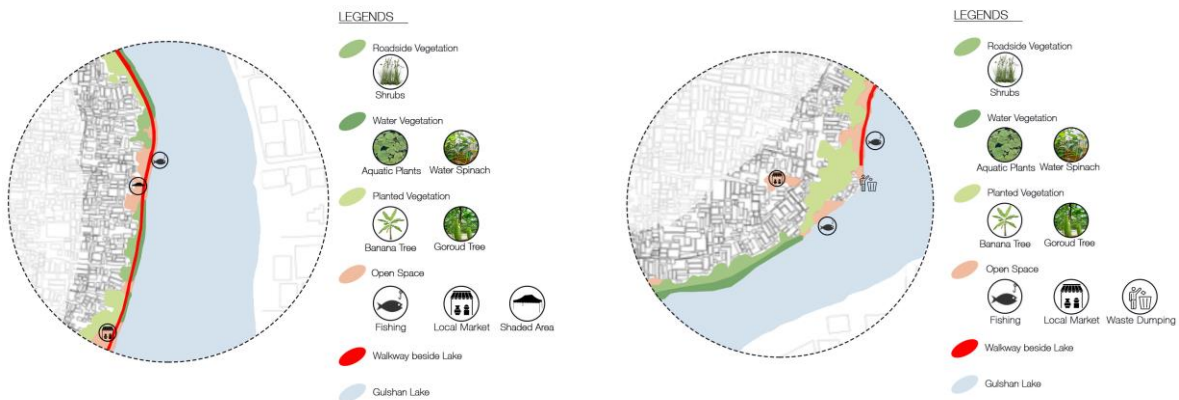 LEGENDS
Roadside Vegetation
Shrubs
Water Vegetation
Aquatic Plants Water Spinach
Planted Vegetation
Banana Tree Goroud Tree
Open Space
Fishing Local Market Shaded Area
Walkway beside Lake
Gulshan Lake
LEGENDS
Roadside Vegetation
Shrubs
Water Vegetation
Aquatic Plants Water Spinach
Planted Vegetation
Banana Tree Goroud Tree
Open Space
Fishing Local Market Waste Dumping
Walkway beside Lake
Gulshan Lake